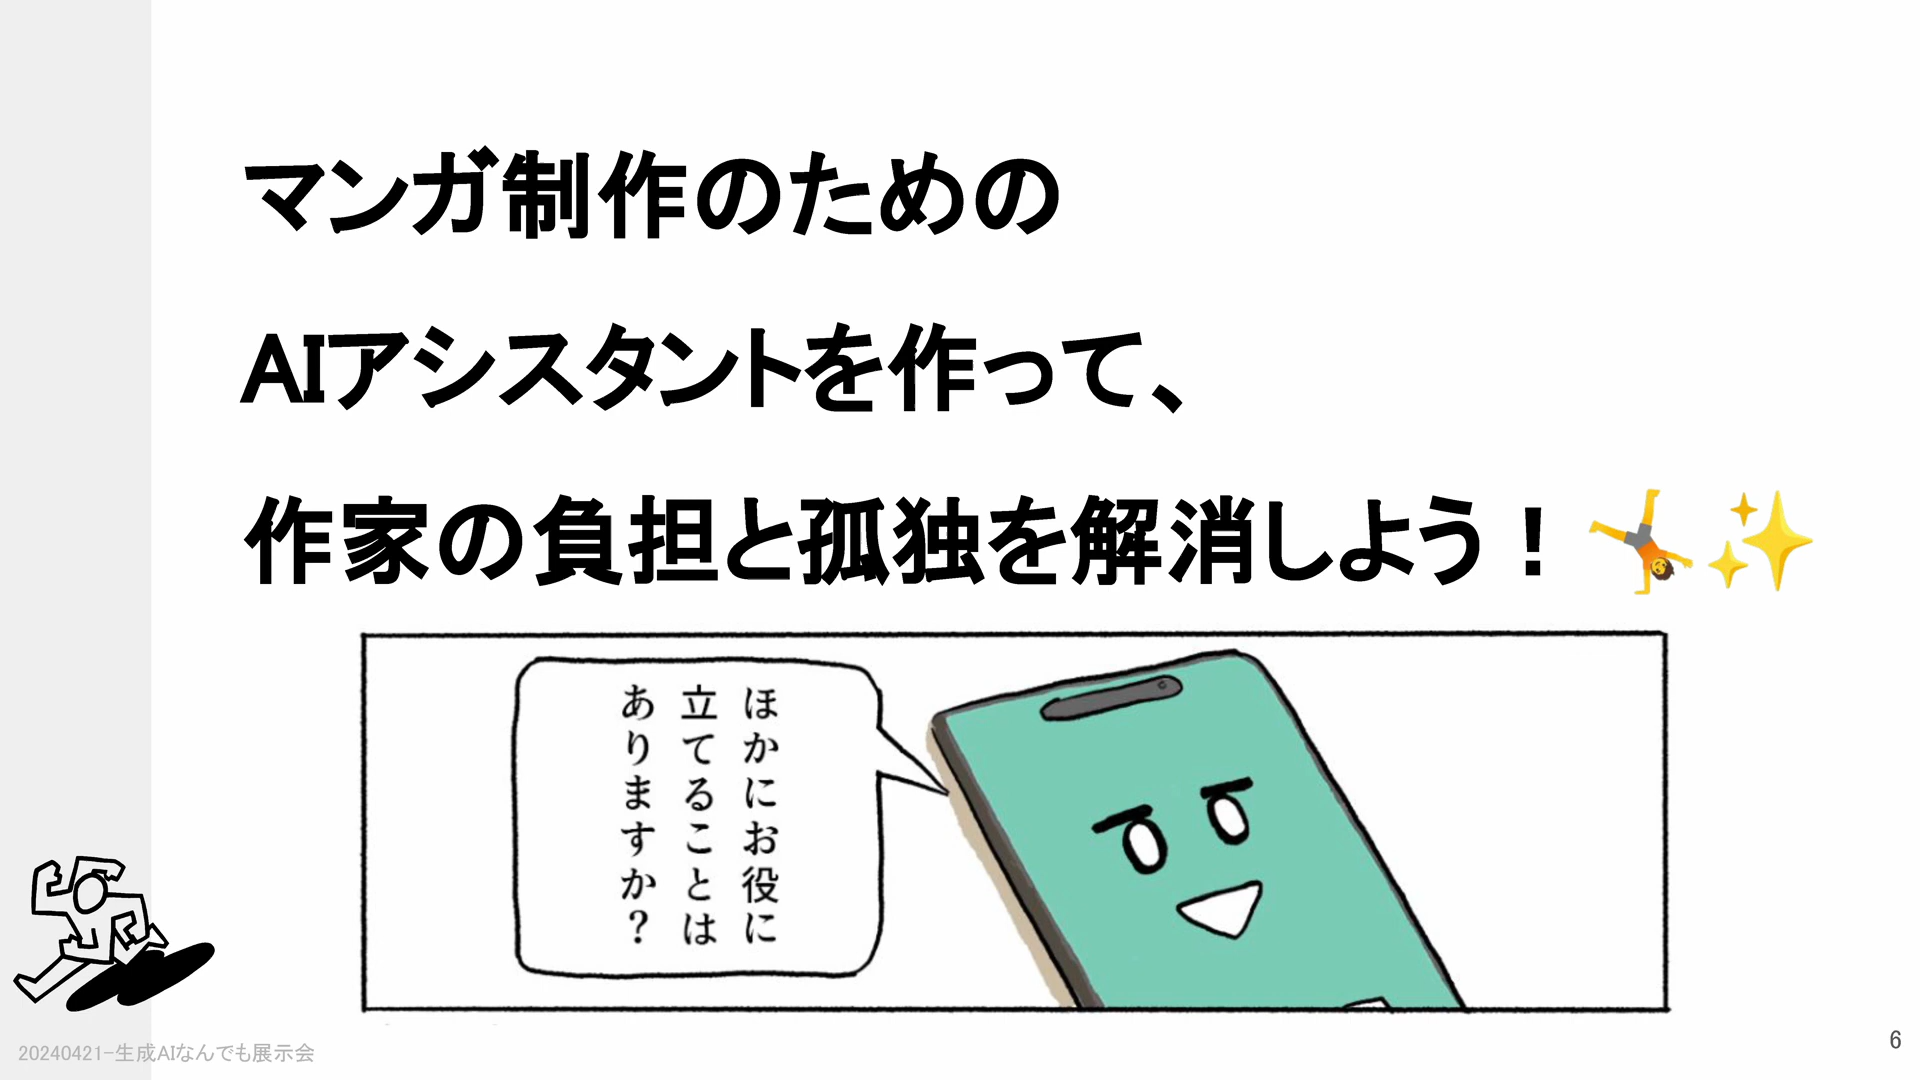 マンガ制作のための
AIアシスタントを作って、
作家の負担と孤独を解消しよう！🤸✨
ほかにお役に
立てることは
ありますか？
20240421-生成AIなんでも展示会
6